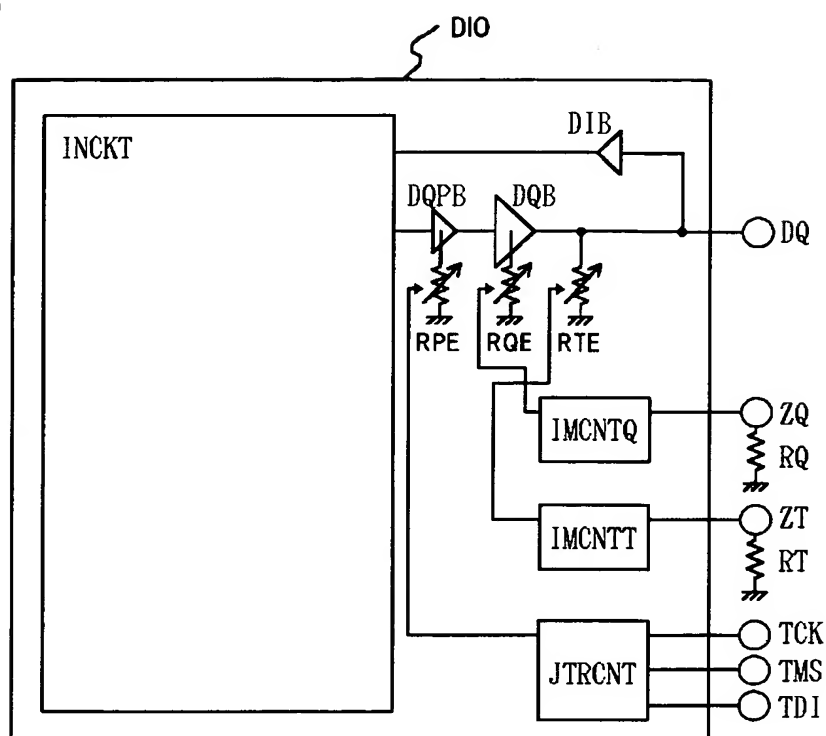 DIO
INCKT
DIB
DQPB
DQB
DQ
RPE
RQE
RTE
IMCNTQ
ZQ
RQ
IMCNTT
ZT
RT
JTRCNT
TCK
TMS
TDI